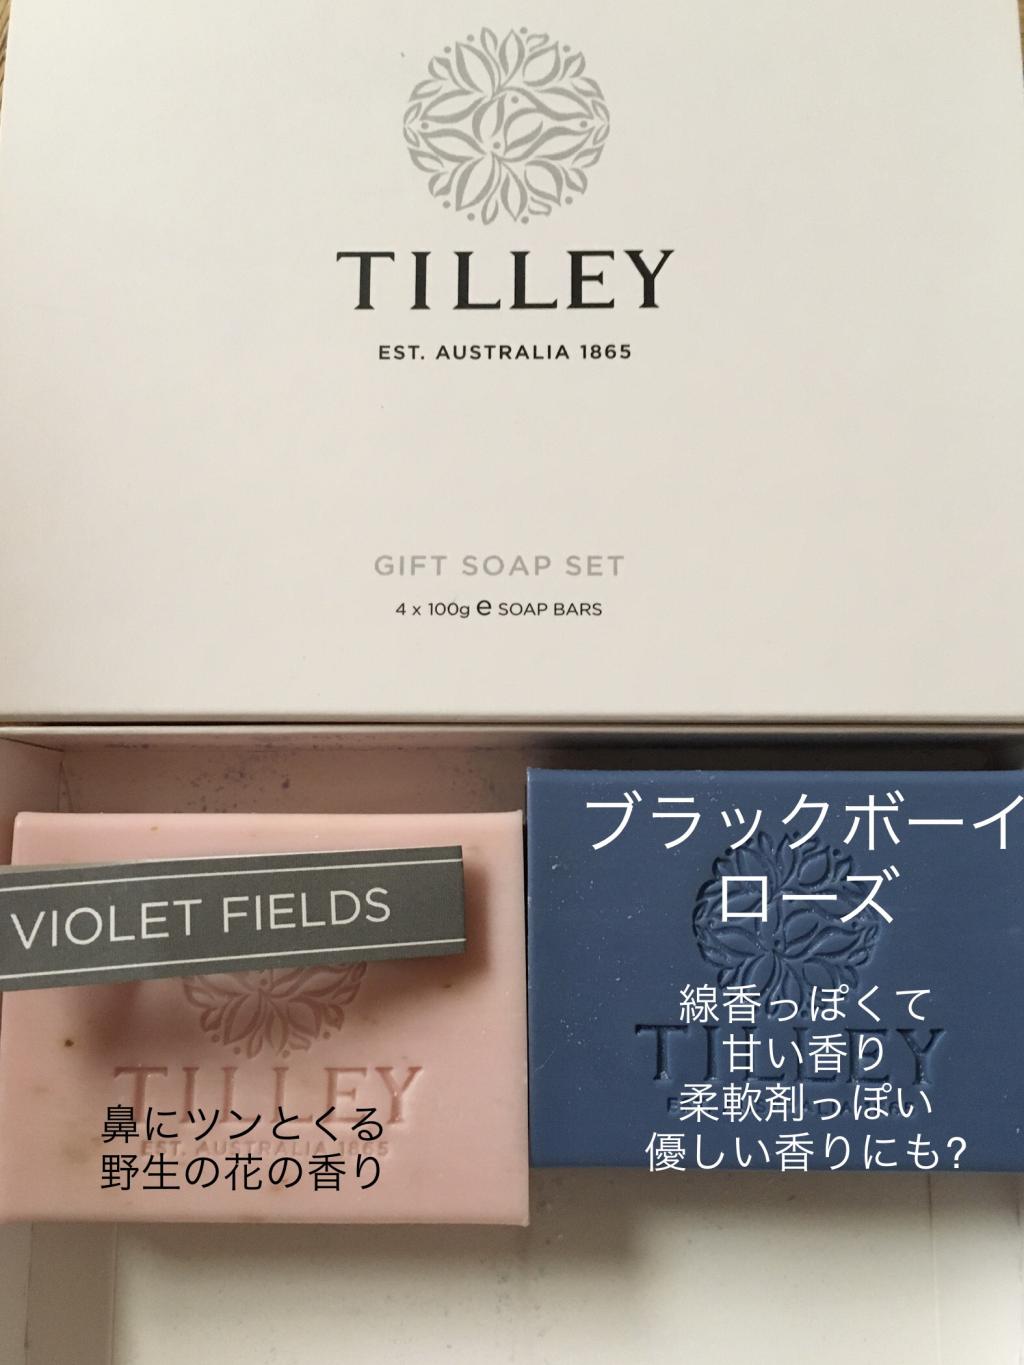 TILLEY
EST. AUSTRALIA 1865
GIFT SOAP SET
4 x 100g e SOAP BARS
VIOLET FIELDS
TILLEY
EST. AUSTRALIA 1865
鼻にツンとくる
野生の花の香り
ブラックボーイ
ローズ
TILLEY
線香っぽくて
甘い香り
柔軟剤っぽい
優しい香りにも?